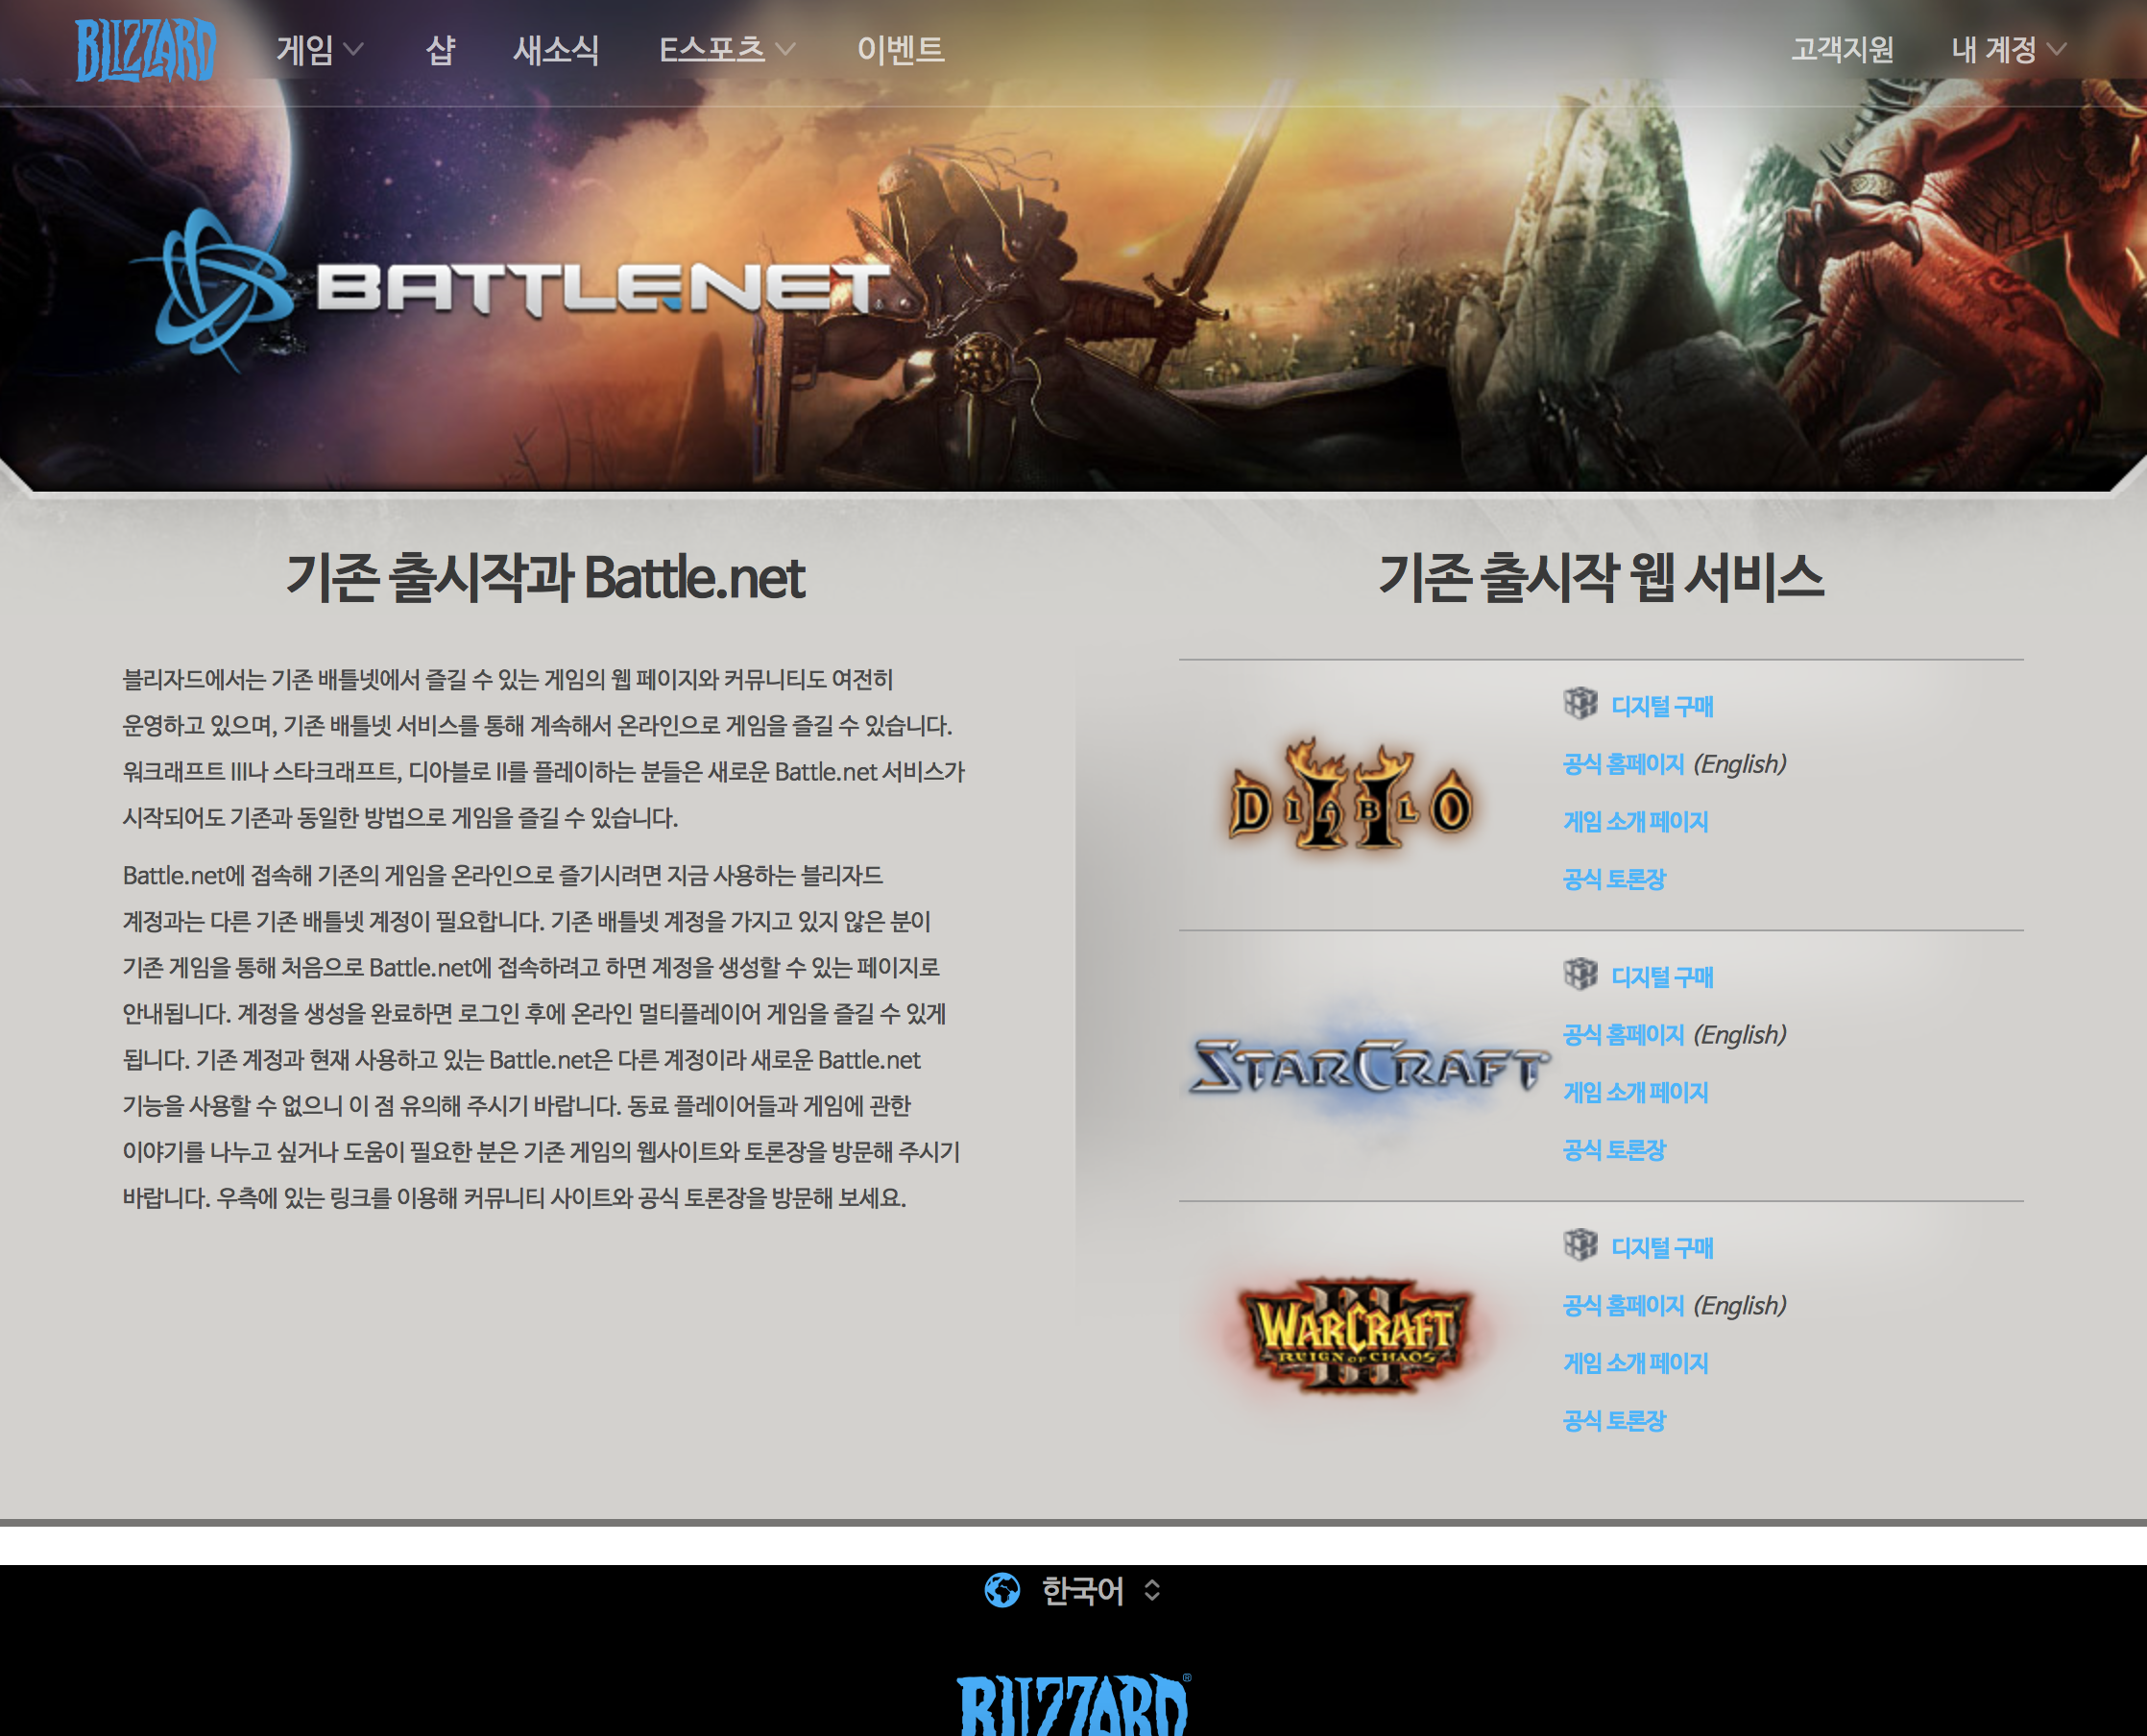 BLIZZARD
게임
샵
새소식
E스포츠
이벤트
고객지원
내 계정
BATTLE.NET
기존 출시작과 Battle.net
블리자드에서는 기존 배틀넷에서 즐길 수 있는 게임의 웹 페이지와 커뮤니티도 여전히
운영하고 있으며, 기존 배틀넷 서비스를 통해 계속해서 온라인으로 게임을 즐길 수 있습니다.
워크래프트 III나 스타크래프트, 디아블로 II를 플레이하는 분들은 새로운 Battle.net 서비스가
시작되어도 기존과 동일한 방법으로 게임을 즐길 수 있습니다.
Battle.net에 접속해 기존의 게임을 온라인으로 즐기시려면 지금 사용하는 블리자드
계정과는 다른 기존 배틀넷 계정이 필요합니다. 기존 배틀넷 계정을 가지고 있지 않은 분이
기존 게임을 통해 처음으로 Battle.net에 접속하려고 하면 계정을 생성할 수 있는 페이지로
안내됩니다. 계정을 생성을 완료하면 로그인 후에 온라인 멀티플레이어 게임을 즐길 수 있게
됩니다. 기존 계정과 현재 사용하고 있는 Battle.net은 다른 계정이라 새로운 Battle.net
기능을 사용할 수 없으니 이 점 유의해 주시기 바랍니다. 동료 플레이어들과 게임에 관한
이야기를 나누고 싶거나 도움이 필요한 분은 기존 게임의 웹사이트와 토론장을 방문해 주시기
바랍니다. 우측에 있는 링크를 이용해 커뮤니티 사이트와 공식 토론장을 방문해 보세요.
기존 출시작 웹 서비스
DIABLO II
디지털 구매
공식 홈페이지 (English)
게임 소개 페이지
공식 토론장
STARCRAFT
디지털 구매
공식 홈페이지 (English)
게임 소개 페이지
공식 토론장
WARCRAFT III
REIGN OF CHAOS
디지털 구매
공식 홈페이지 (English)
게임 소개 페이지
공식 토론장
한국어
BLIZZARD®